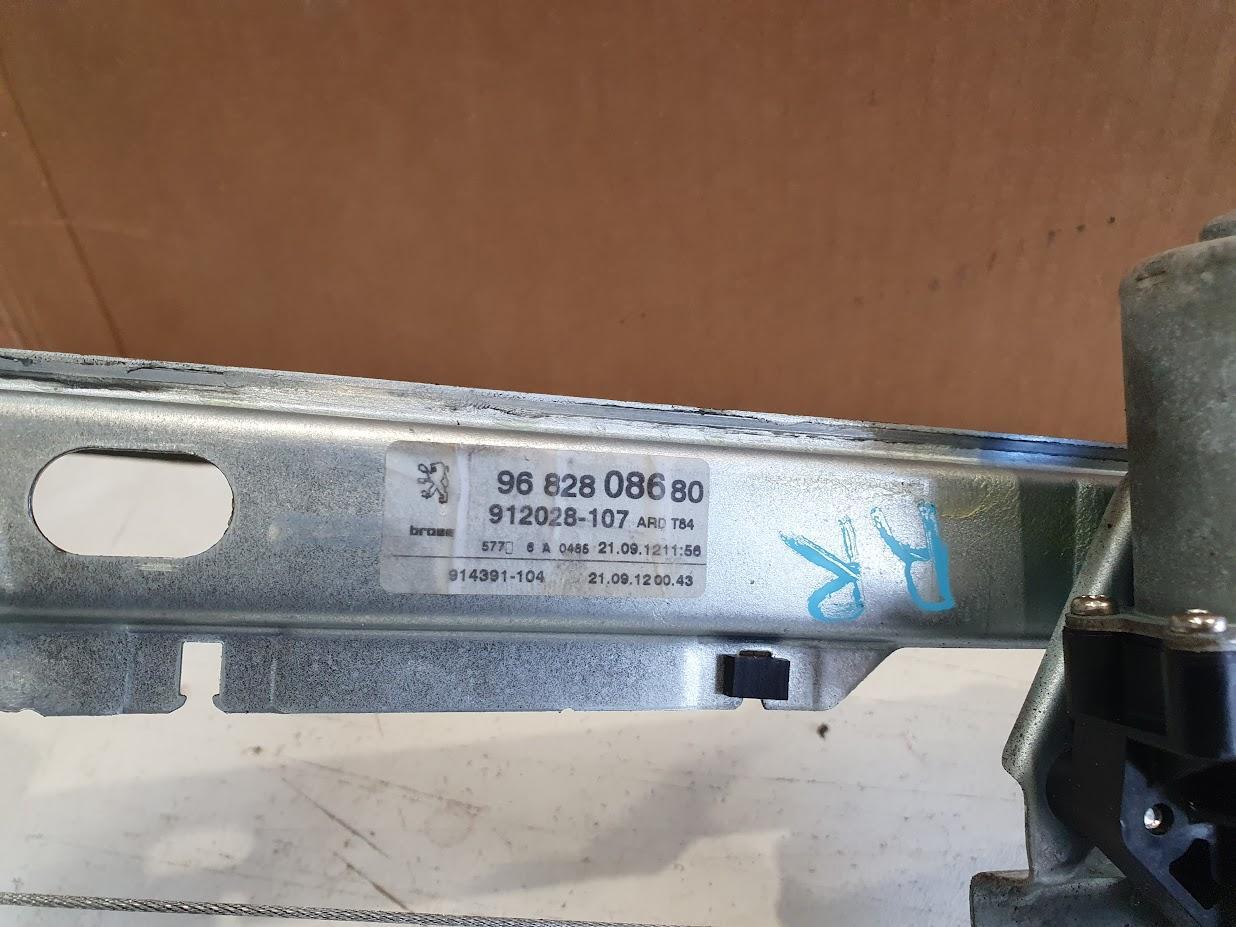 96 828 086 80
912028-107 ARD T84
brose
577 6 A 0485 21.09.12 11:56
914391-104 21.09.12 00.43
RR